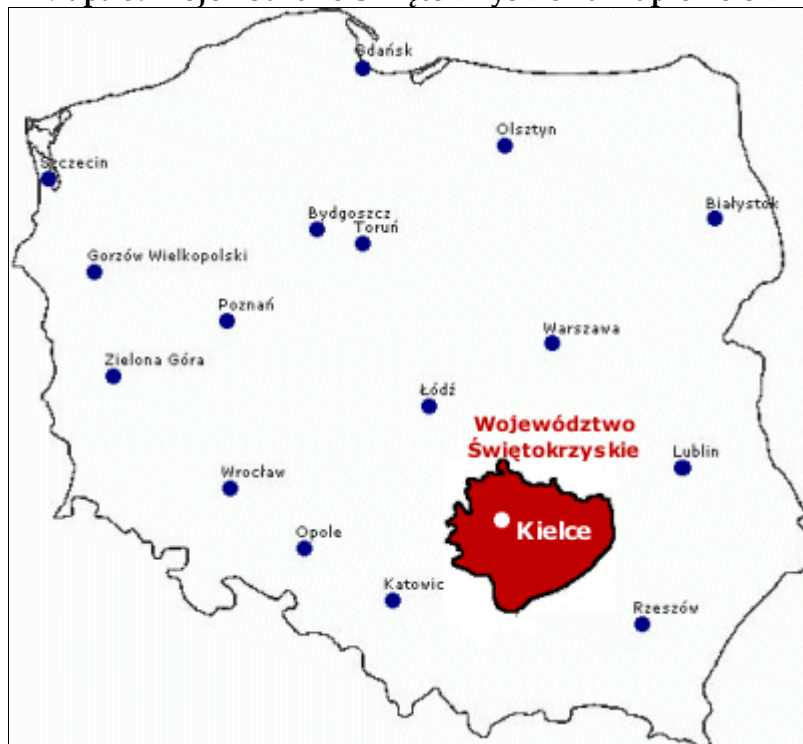 Gdańsk
Olsztyn
Szczecin
Białystok
Bydgoszcz
Toruń
Gorzów Wielkopolski
Poznań
Warszawa
Zielona Góra
Łódź
Województwo
Świętokrzyskie
Lublin
Wrocław
Kielce
Opole
Katowic
Rzeszów